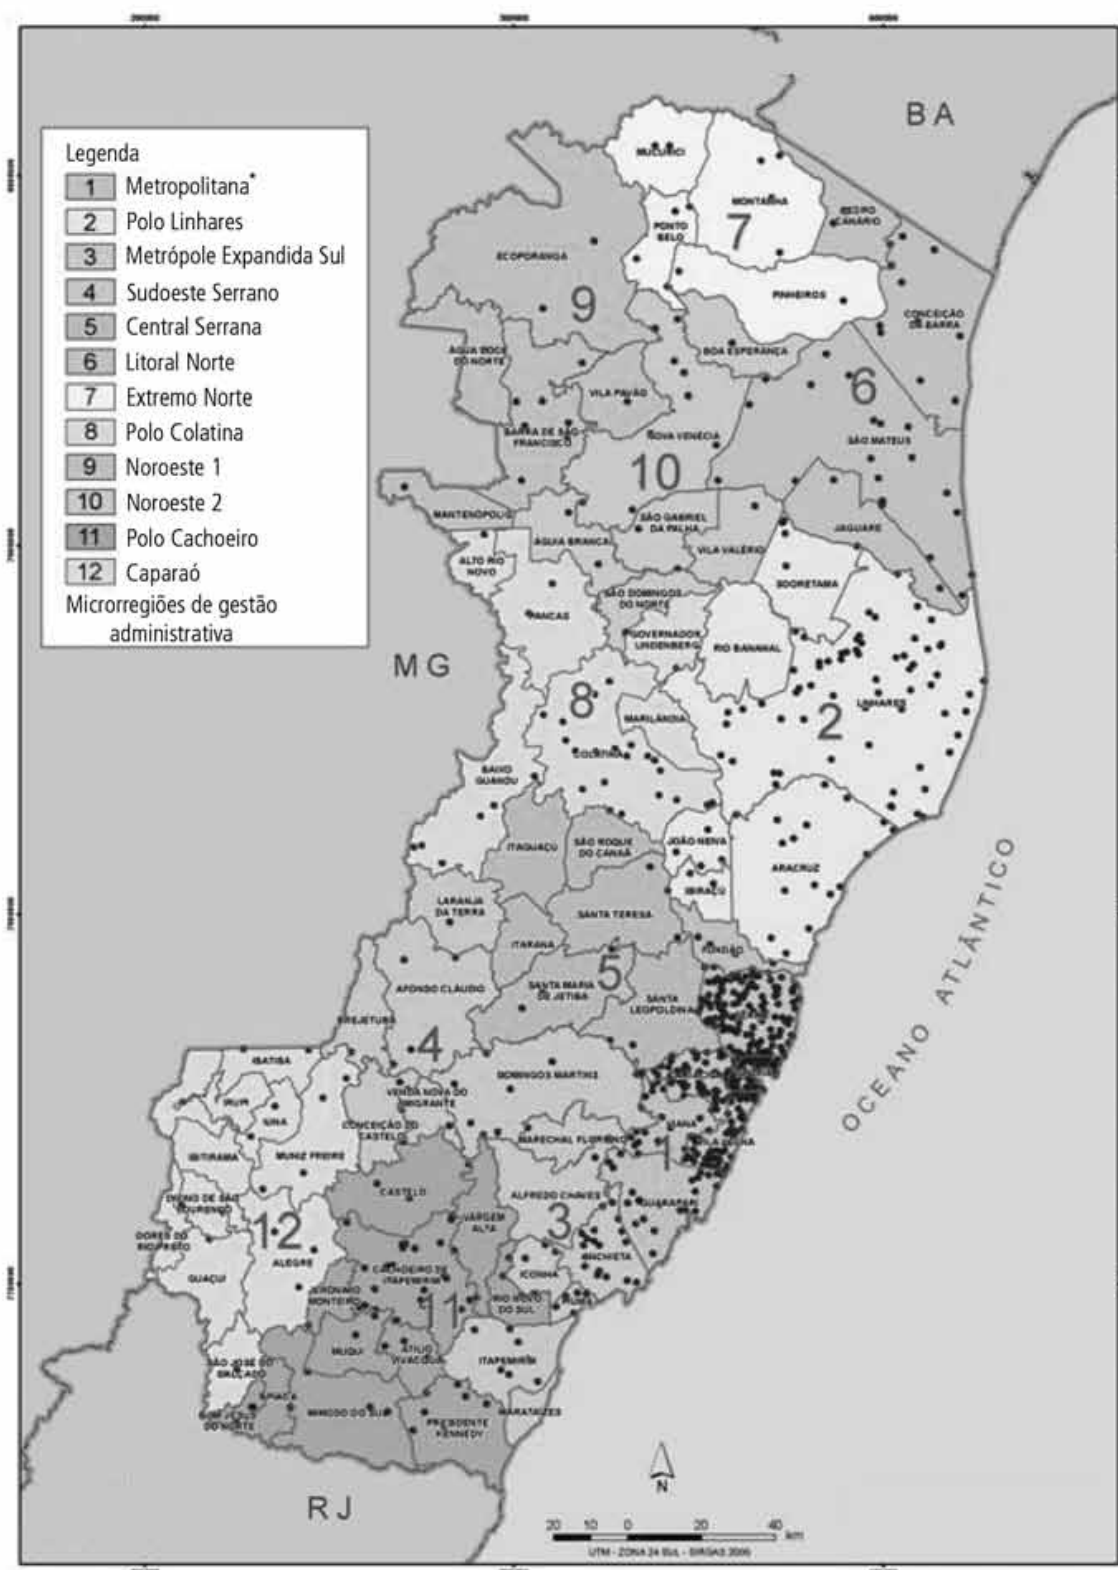 Legenda
1 Metropolitana*
2 Polo Linhares
3 Metrópole Expandida Sul
4 Sudoeste Serrano
5 Central Serrana
6 Litoral Norte
7 Extremo Norte
8 Polo Colatina
9 Noroeste 1
10 Noroeste 2
11 Polo Cachoeiro
12 Caparaó
Microrregiões de gestão
administrativa
BA
MUCURICI
MONTANHA
7
PONTO
BELO
ECOPORANGA
9
PINHEIROS
CONCEIÇÃO
DA BARRA
ÁGUA DOCE
DO NORTE
BOA ESPERANÇA
6
VILA PAVÃO
BARRA DE SÃO
FRANCISCO
NOVA VENÉCIA
SÃO MATEUS
10
MANTENÓPOLIS
SÃO GABRIEL
DA PALHA
JAGUARÉ
ÁGUIA BRANCA
VILA VALÉRIO
ALTO RIO
NOVO
SOORETAMA
PANCAS
SÃO DOMINGOS
DO NORTE
GOVERNADOR
LINDENBERG
RIO BANANAL
MG
8
MARILÂNDIA
2
LINHARES
COLATINA
BAIXO
GUANDU
ITAGUAÇU
SÃO ROQUE
DO CANAÃ
JOÃO NEIVA
ARACRUZ
IBIRAÇU
LARANJA
DA TERRA
SANTA TERESA
ITARANA
FUNDÃO
5
AFONSO CLÁUDIO
SANTA MARIA
DE JETIBÁ
SANTA
LEOPOLDINA
BREJETUBA
4
IBATIBA
DOMINGOS MARTINS
VENDA NOVA DO
IMIGRANTE
IRUPI
IÚNA
CONCEIÇÃO DO
CASTELO
MARECHAL FLORIANO
VIANA
VILA VELHA
1
IBITIRAMA
MUNIZ FREIRE
CASTELO
ALFREDO CHAVES
GUARAPARI
VARGEM
ALTA
3
12
DORES DO
RIO PRETO
ALEGRE
ANCHIETA
GUAÇUÍ
CACHOEIRO DE
ITAPEMIRIM
ICONHA
JERÔNIMO
MONTEIRO
11
RIO NOVO
DO SUL
MUQUI
ATILIO
VIVACQUA
ITAPEMIRIM
SÃO JOSÉ DO
CALÇADO
APIACÁ
BOM JESUS
DO NORTE
MIMOSO DO SUL
PRESIDENTE
KENNEDY
MARATAÍZES
OCEANO ATLÂNTICO
RJ
N
20 10 0 20 40
km
UTM - ZONA 24 SUL - SIRGAS 2000